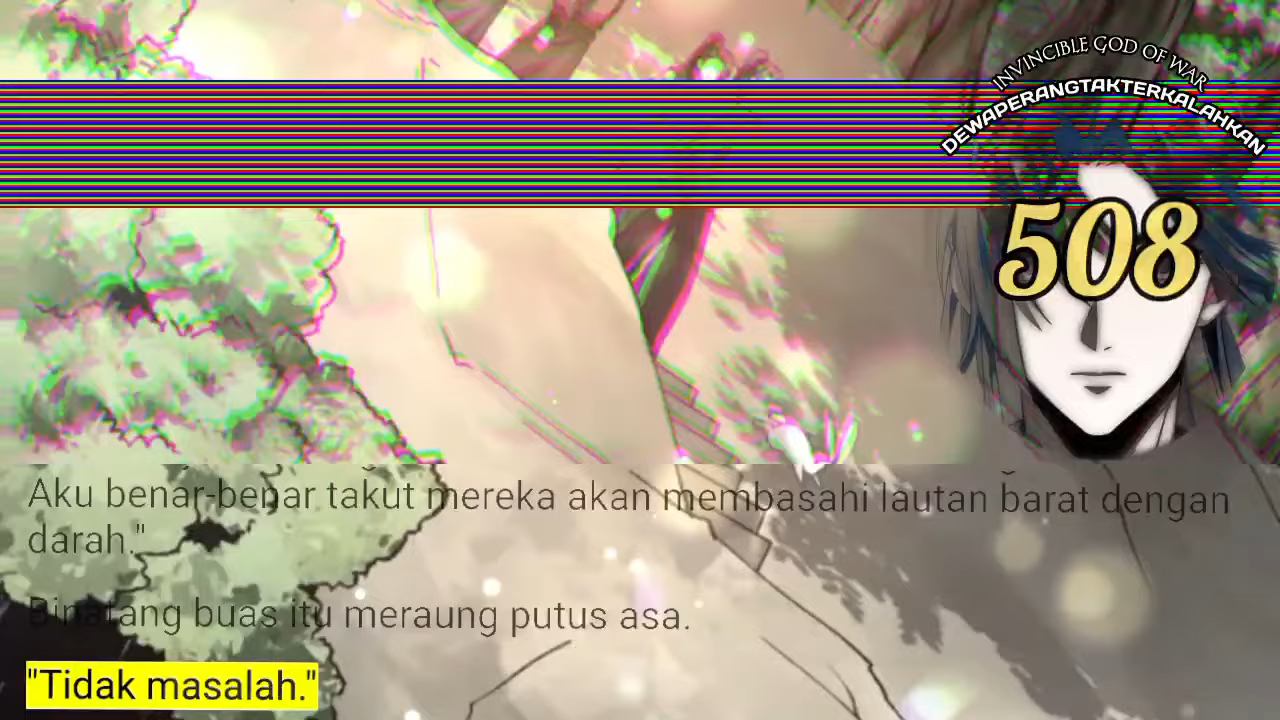 INVINCIBLE GOD OF WAR
DEWAPERANGTAKTERKALAHKAN
508
Aku benar-benar takut mereka akan membasahi lautan barat dengan
darah."
Binatang buas itu meraung putus asa.
"Tidak masalah."